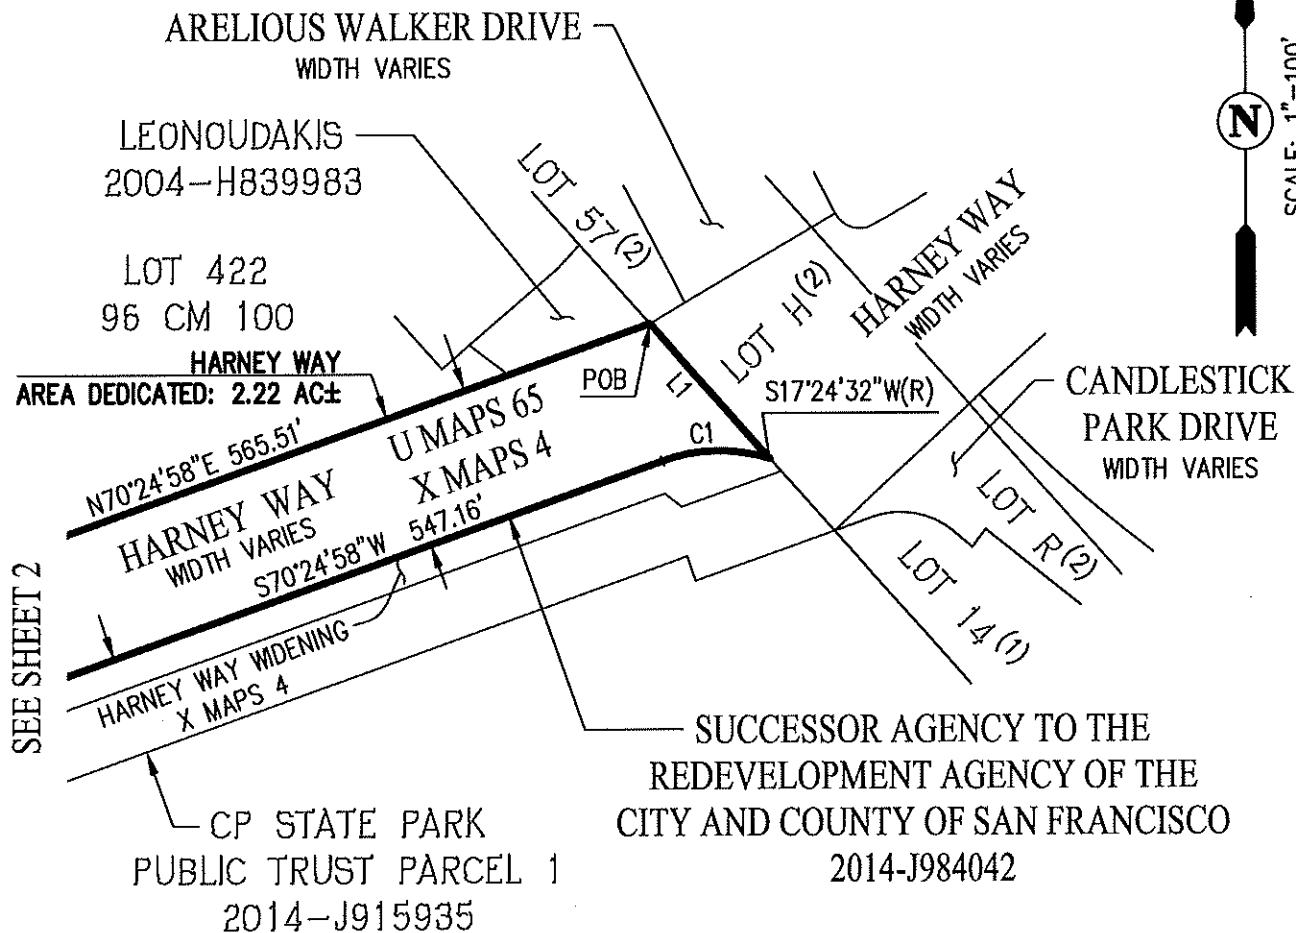 ARELIOUS WALKER DRIVE
WIDTH VARIES
N
SCALE: 1"=100'
LEONOUDAKIS
2004-H839983
LOT 57 (2)
LOT 422
96 CM 100
HARNEY WAY
WIDTH VARIES
LOT H (2)
HARNEY WAY
AREA DEDICATED: 2.22 AC±
POB
L1
S17°24'32"W(R)
CANDLESTICK
PARK DRIVE
WIDTH VARIES
C1
N70°24'58"E 565.51'
U MAPS 65
X MAPS 4
HARNEY WAY
WIDTH VARIES
S70°24'58"W 547.16'
LOT R (2)
LOT 14 (1)
SEE SHEET 2
HARNEY WAY WIDENING
X MAPS 4
SUCCESSOR AGENCY TO THE
REDEVELOPMENT AGENCY OF THE
CITY AND COUNTY OF SAN FRANCISCO
2014-J984042
CP STATE PARK
PUBLIC TRUST PARCEL 1
2014-J915935